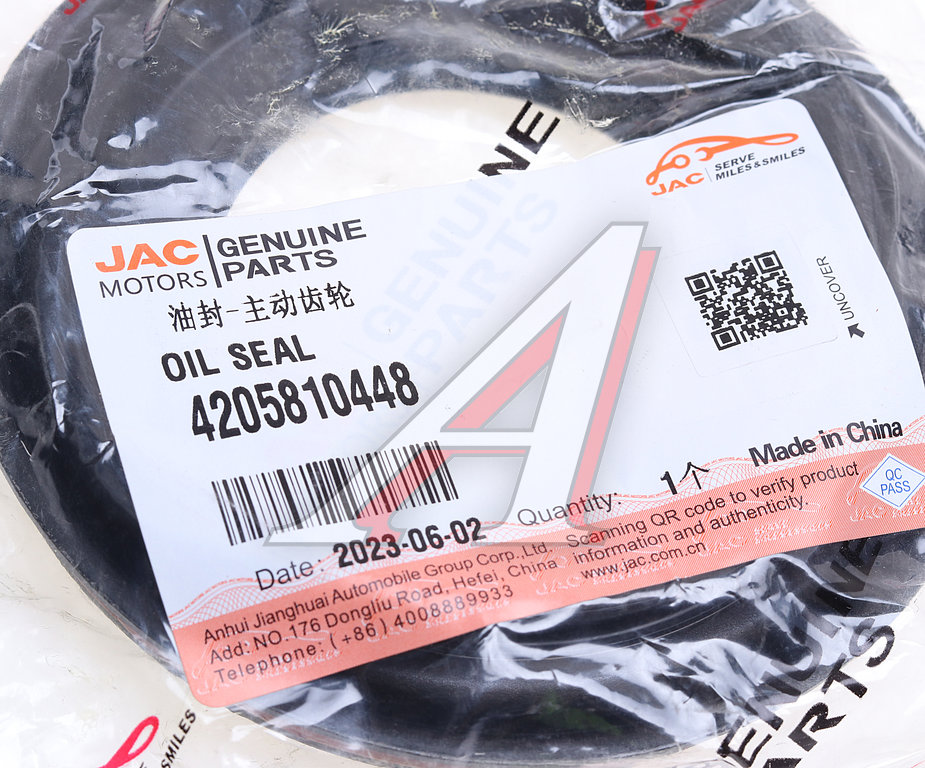 JAC
MOTORS
GENUINE
PARTS
油封-主动齿轮
OIL SEAL
4205810448
JAC
SERVE
MILES&SMILES
UNCOVER
Made in China
QC
PASS
Quantity: 1个
Date: 2023-06-02
Scanning QR code to verify product
information and authenticity.
www.jac.com.cn
Anhui Jianghuai Automobile Group Corp.,Ltd.
Add: NO.176 Dongliu Road, Hefei, China
Telephone: (+86)4008889933
GENUINE
PARTS
JAC
SMILES